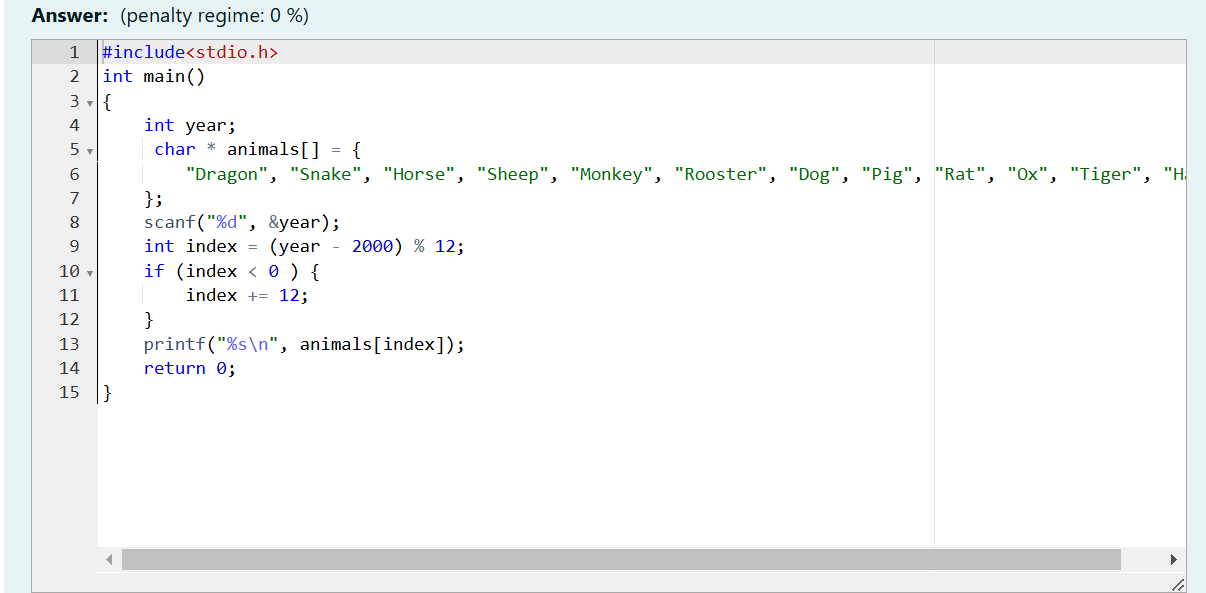 Answer: (penalty regime: 0 %)
1 #include<stdio.h>
2 int main()
3 {
4     int year;
5      char * animals[] = {
6         "Dragon", "Snake", "Horse", "Sheep", "Monkey", "Rooster", "Dog", "Pig", "Rat", "Ox", "Tiger",
7     };
8     scanf("%d", &year);
9     int index = (year - 2000) % 12;
10     if (index < 0 ) {
11         index += 12;
12     }
13     printf("%s\n", animals[index]);
14     return 0;
15 }